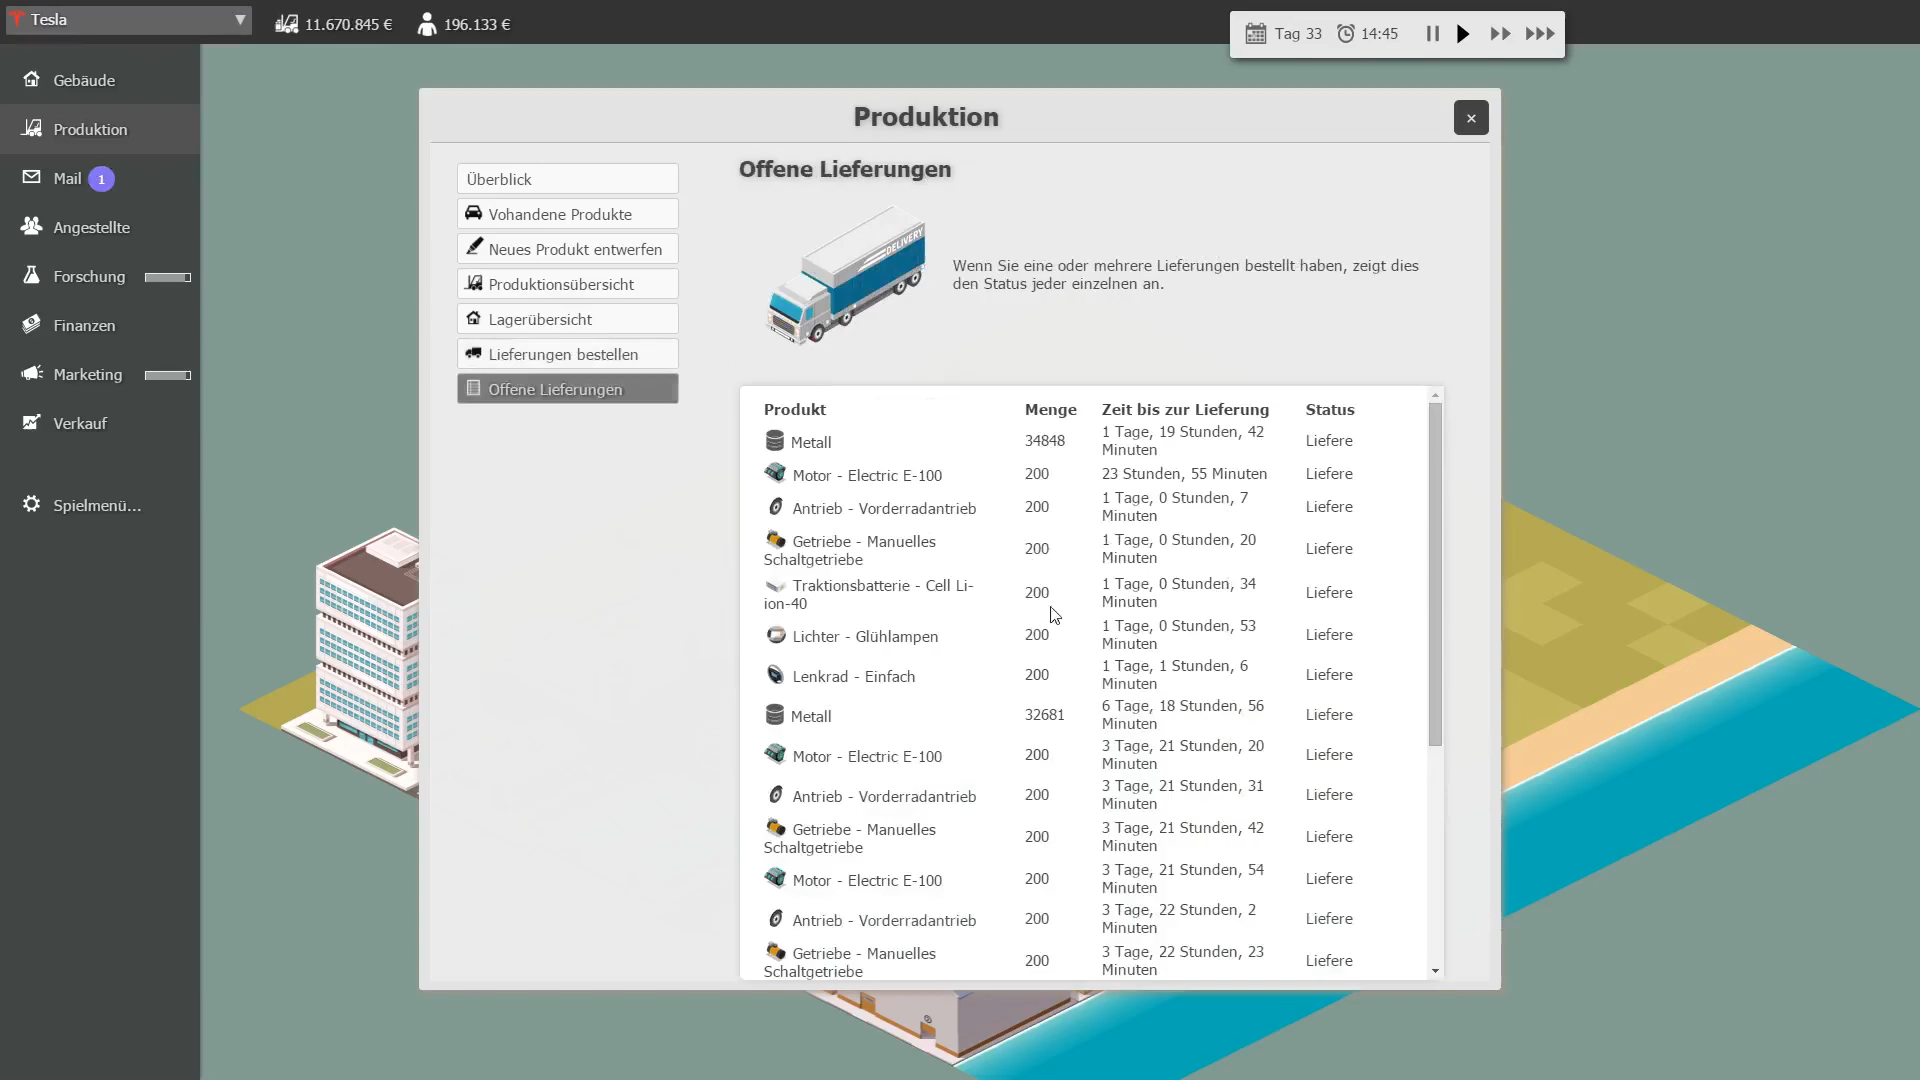 Tesla
11.670.845 €
196.133 €
Tag 33
14:45
Gebäude
Produktion
Mail
1
Angestellte
Forschung
Finanzen
Marketing
Verkauf
Spielmenü...
Produktion
×
Überblick
Vohandene Produkte
Neues Produkt entwerfen
Produktionsübersicht
Lagerübersicht
Lieferungen bestellen
Offene Lieferungen
Offene Lieferungen
DELIVERY
Wenn Sie eine oder mehrere Lieferungen bestellt haben, zeigt dies
den Status jeder einzelnen an.
Produkt Menge Zeit bis zur Lieferung Status
Metall 34848 1 Tage, 19 Stunden, 42 Liefere
Minuten
Motor - Electric E-100 200 23 Stunden, 55 Minuten Liefere
Antrieb - Vorderradantrieb 200 1 Tage, 0 Stunden, 7 Liefere
Minuten
Getriebe - Manuelles 200 1 Tage, 0 Stunden, 20 Liefere
Schaltgetriebe Minuten
Traktionsbatterie - Cell Li- 200 1 Tage, 0 Stunden, 34 Liefere
ion-40 Minuten
Lichter - Glühlampen 200 1 Tage, 0 Stunden, 53 Liefere
Minuten
Lenkrad - Einfach 200 1 Tage, 1 Stunden, 6 Liefere
Minuten
Metall 32681 6 Tage, 18 Stunden, 56 Liefere
Minuten
Motor - Electric E-100 200 3 Tage, 21 Stunden, 20 Liefere
Minuten
Antrieb - Vorderradantrieb 200 3 Tage, 21 Stunden, 31 Liefere
Minuten
Getriebe - Manuelles 200 3 Tage, 21 Stunden, 42 Liefere
Schaltgetriebe Minuten
Motor - Electric E-100 200 3 Tage, 21 Stunden, 54 Liefere
Minuten
Antrieb - Vorderradantrieb 200 3 Tage, 22 Stunden, 2 Liefere
Minuten
Getriebe - Manuelles 200 3 Tage, 22 Stunden, 23 Liefere
Schaltgetriebe Minuten